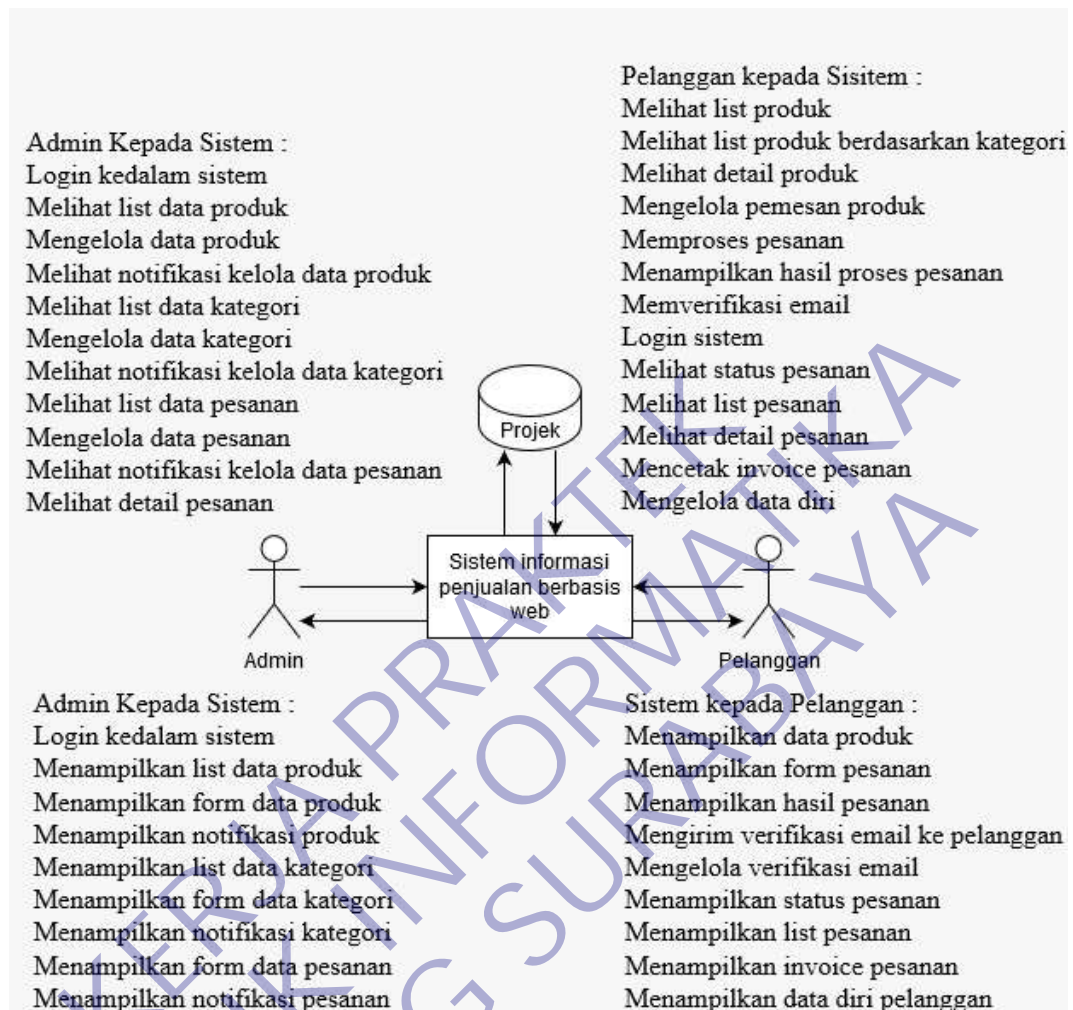 Pelanggan kepada Sisitem :
Melihat list produk
Melihat list produk berdasarkan kategori
Melihat detail produk
Mengelola pemesan produk
Memproses pesanan
Menampilkan hasil proses pesanan
Memverifikasi email
Login sistem
Melihat status pesanan
Melihat list pesanan
Melihat detail pesanan
Mencetak invoice pesanan
Mengelola data diri
Admin Kepada Sistem :
Login kedalam sistem
Melihat list data produk
Mengelola data produk
Melihat notifikasi kelola data produk
Melihat list data kategori
Mengelola data kategori
Melihat notifikasi kelola data kategori
Melihat list data pesanan
Mengelola data pesanan
Melihat notifikasi kelola data pesanan
Melihat detail pesanan
Projek
Sistem informasi
penjualan berbasis
web
Admin
Pelanggan
Admin Kepada Sistem :
Login kedalam sistem
Menampilkan list data produk
Menampilkan form data produk
Menampilkan notifikasi produk
Menampilkan list data kategori
Menampilkan form data kategori
Menampilkan notifikasi kategori
Menampilkan form data pesanan
Menampilkan notifikasi pesanan
Sistem kepada Pelanggan :
Menampilkan data produk
Menampilkan form pesanan
Menampilkan hasil pesanan
Mengirim verifikasi email ke pelanggan
Mengelola verifikasi email
Menampilkan status pesanan
Menampilkan list pesanan
Menampilkan invoice pesanan
Menampilkan data diri pelanggan
KERJA PRAKTEK
IK INFORMATIKA
G SURABAYA